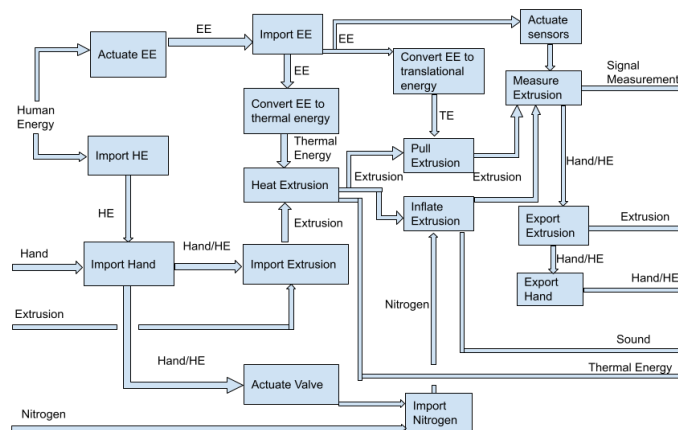 EE
Actuate EE
Import EE
EE
Actuate
sensors
EE
Convert EE to
translational
energy
Measure
Extrusion
Signal
Measurement
Human
Energy
Convert EE to
thermal energy
TE
Import HE
Thermal
Energy
Pull
Extrusion
Hand/HE
Heat Extrusion
Extrusion
Extrusion
HE
Inflate
Extrusion
Export
Extrusion
Extrusion
Extrusion
Hand
Import Hand
Hand/HE
Import Extrusion
Hand/HE
Export
Hand
Hand/HE
Nitrogen
Extrusion
Sound
Hand/HE
Thermal Energy
Actuate Valve
Import
Nitrogen
Nitrogen